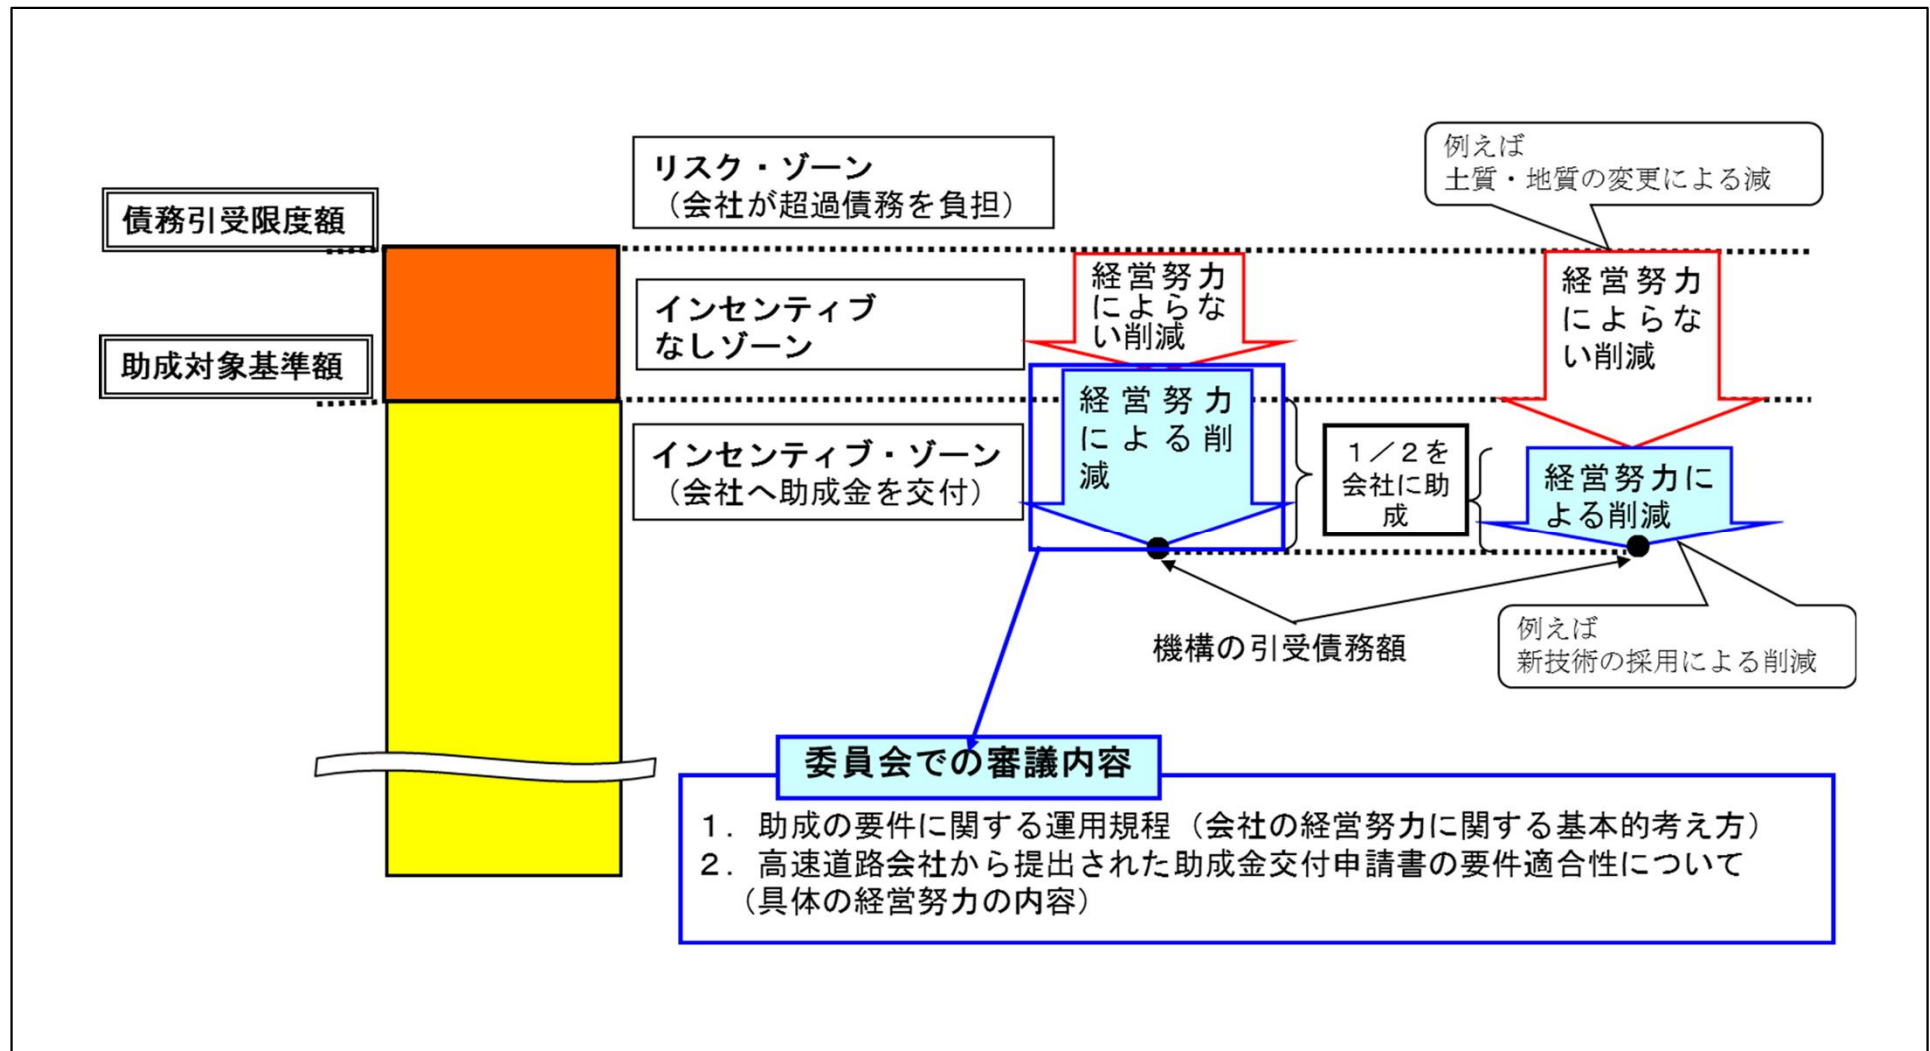 リスク・ゾーン
（会社が超過債務を負担）
例えば
土質・地質の変更による減
債務引受限度額
インセンティブ
なしゾーン
経営努力
によらな
い削減
経営努力
によらな
い削減
助成対象基準額
インセンティブ・ゾーン
（会社へ助成金を交付）
経営努力
による削
減
１／２を
会社に助
成
経営努力に
よる削減
機構の引受債務額
例えば
新技術の採用による削減
委員会での審議内容
１．助成の要件に関する運用規程（会社の経営努力に関する基本的考え方）
２．高速道路会社から提出された助成金交付申請書の要件適合性について
（具体の経営努力の内容）